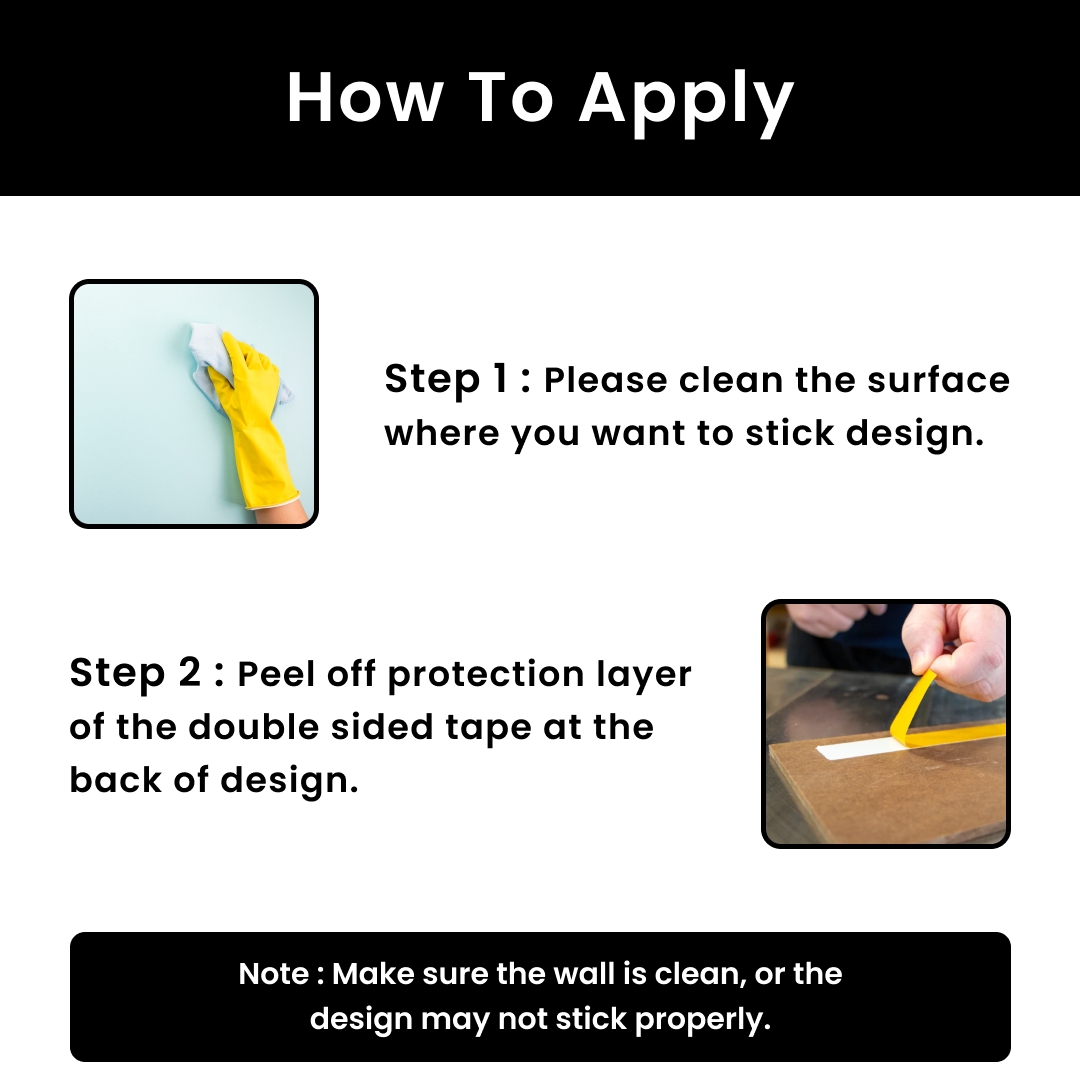 How To Apply
Step 1 : Please clean the surface
where you want to stick design.
Step 2 : Peel off protection layer
of the double sided tape at the
back of design.
Note : Make sure the wall is clean, or the
design may not stick properly.